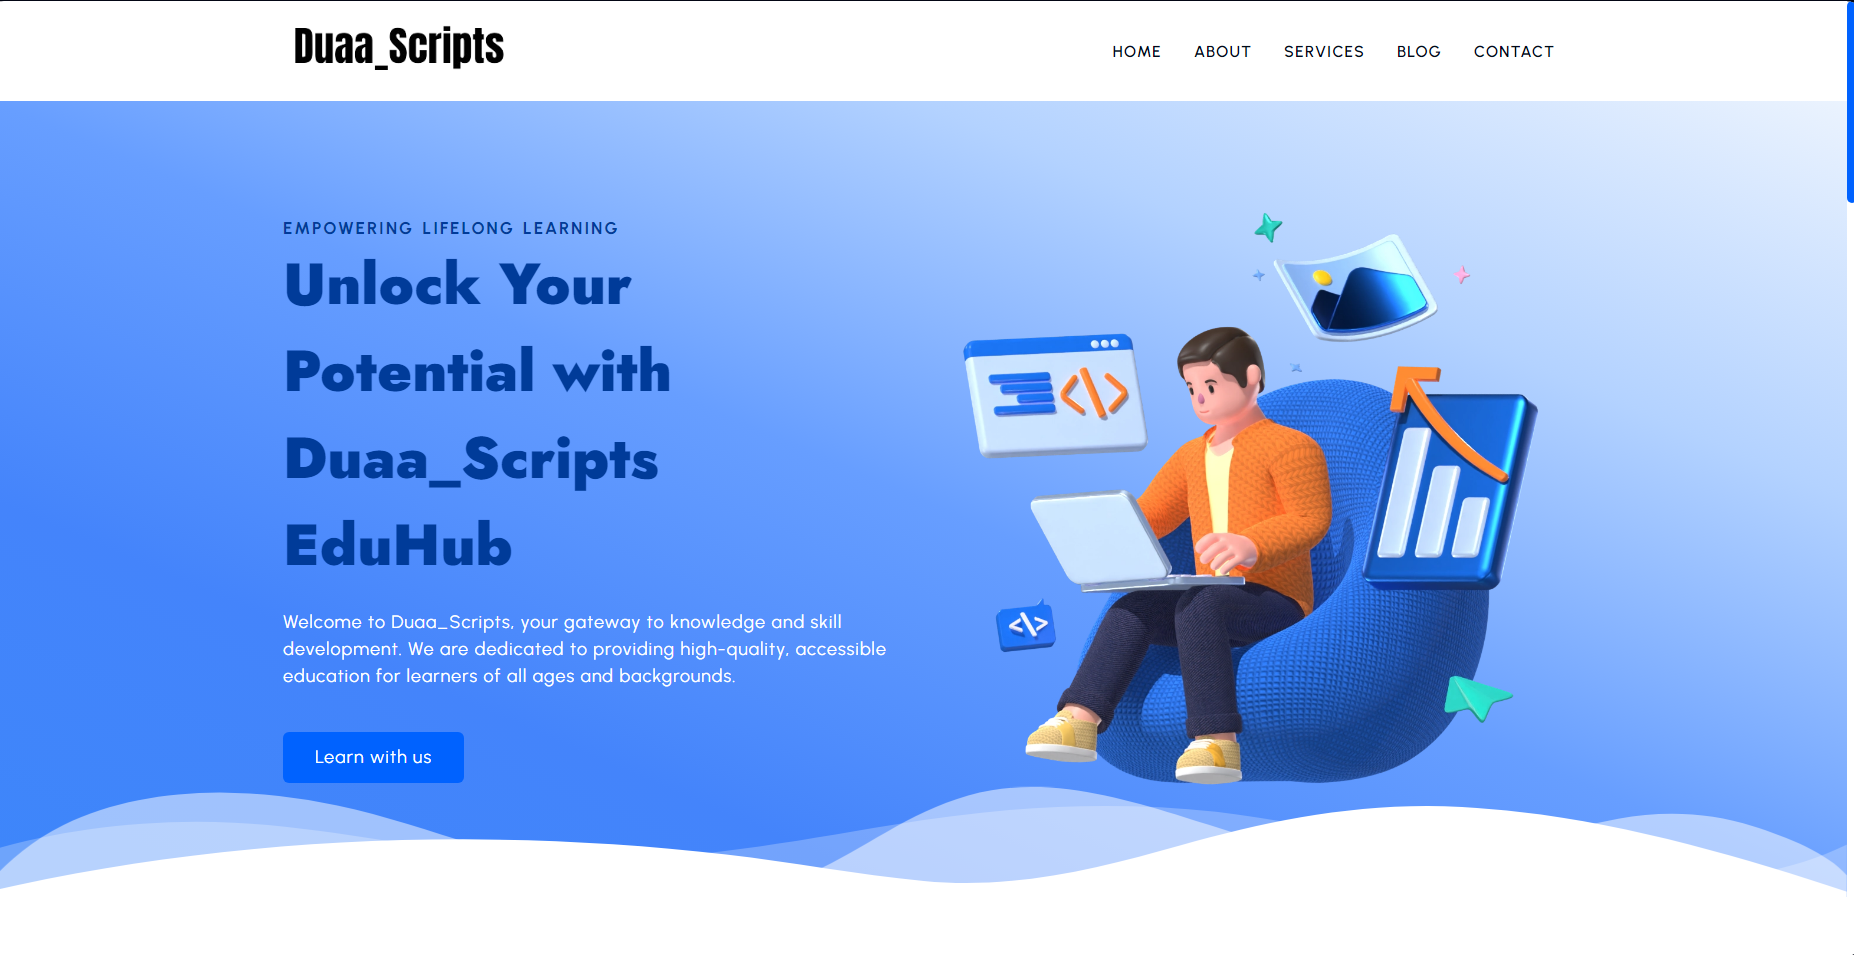 Duaa_Scripts
HOME ABOUT SERVICES BLOG CONTACT
EMPOWERING LIFELONG LEARNING
Unlock Your
Potential with
Duaa_Scripts
EduHub
Welcome to Duaa_Scripts, your gateway to knowledge and skill
development. We are dedicated to providing high-quality, accessible
education for learners of all ages and backgrounds.
Learn with us